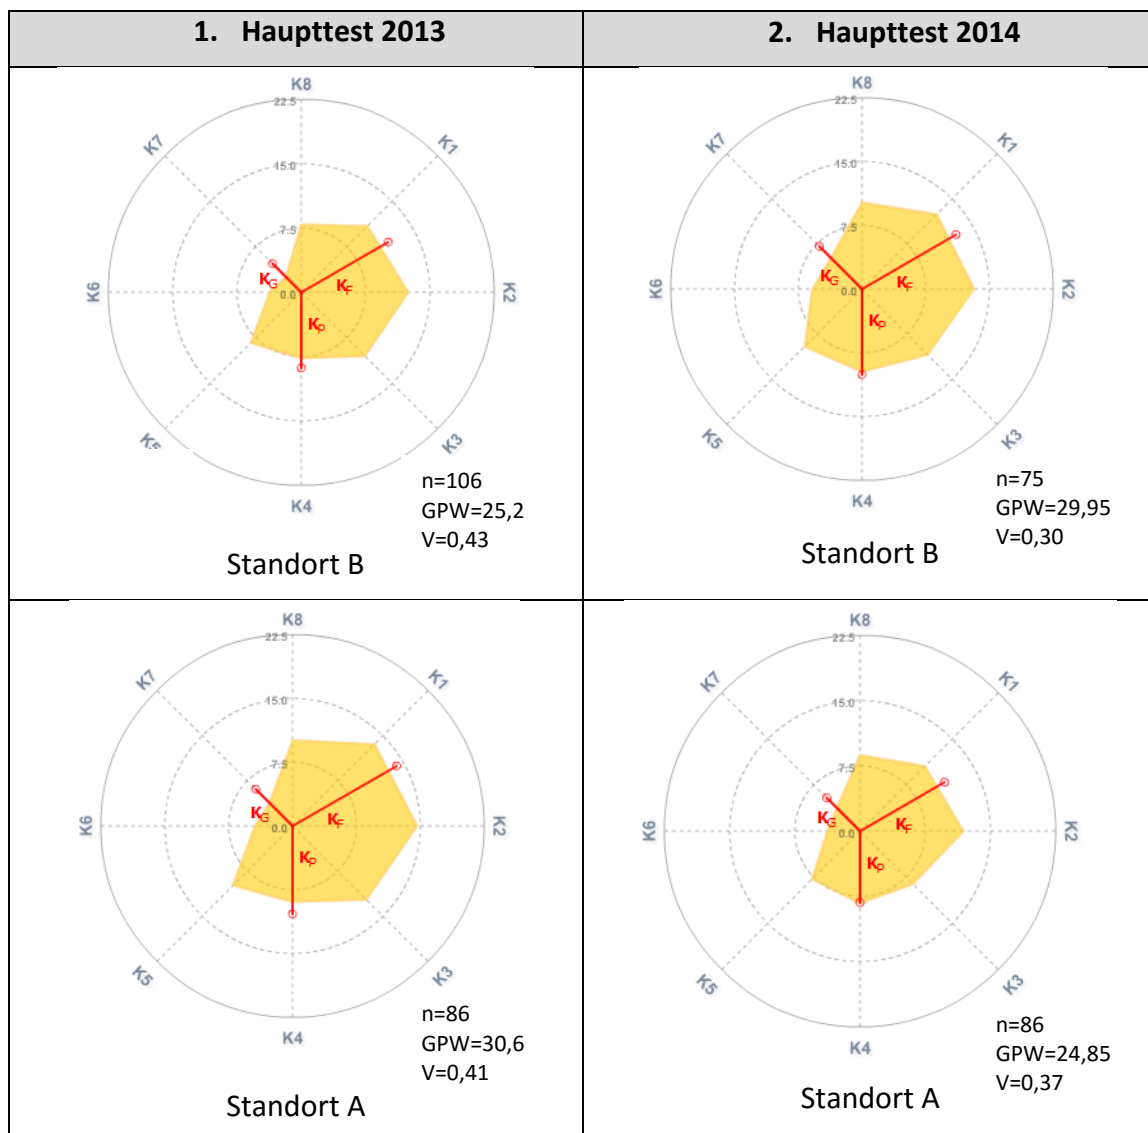 1. Haupttest 2013
2. Haupttest 2014
K8
22.5
K7
K1
15.0
7.5
K6
0.0
K2
KG
KF
KP
K5
K3
K4
n=106
GPW=25,2
V=0,43
Standort B
K8
22.5
K7
K1
15.0
7.5
K6
0.0
K2
KG
KF
KP
K5
K3
K4
n=75
GPW=29,95
V=0,30
Standort B
K8
22.5
K7
K1
15.0
7.5
K6
0.0
K2
KG
KF
KP
K5
K3
K4
n=86
GPW=30,6
V=0,41
Standort A
K8
22.5
K7
K1
15.0
7.5
K6
0.0
K2
KG
KF
KP
K5
K3
K4
n=86
GPW=24,85
V=0,37
Standort A